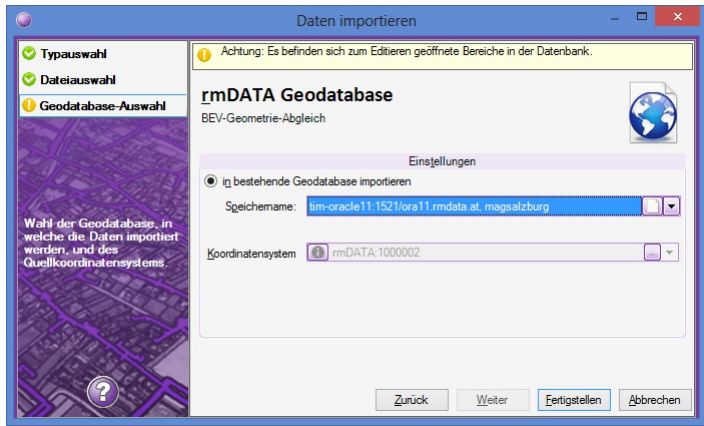 Daten importieren
Typauswahl
Dateiauswahl
Geodatabase-Auswahl
Wahl der Geodatabase, in
welche die Daten importiert
werden, und des
Quellkoordinatensystems.
Achtung: Es befinden sich zum Editieren geöffnete Bereiche in der Datenbank.
rmDATA Geodatabase
BEV-Geometrie-Abgleich
Einstellungen
in bestehende Geodatabase importieren
Speichername: tim-oracle11:1521/ora11.rmdata.at, magsalzburg
Koordinatensystem rmDATA:1000002
Zurück Weiter Fertigstellen Abbrechen